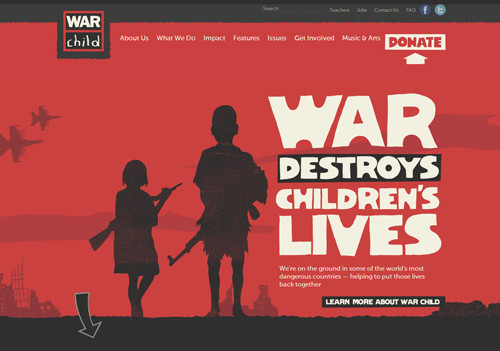 Search
Teachers Jobs Contact Us FAQ
WAR
child
About Us What We Do Impact Features Issues Get Involved Music & Arts DONATE
WAR
DESTROYS
CHILDREN'S
LIVES
We're on the ground in some of the world's most
dangerous countries — helping to put those lives
back together
LEARN MORE ABOUT WAR CHILD